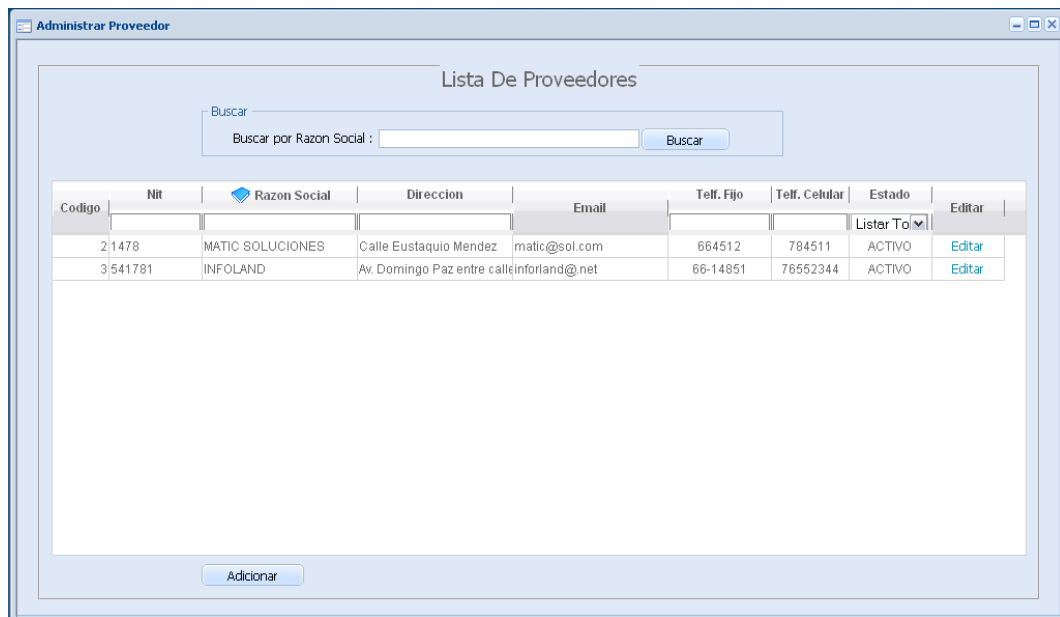 Administrar Proveedor
Lista De Proveedores
Buscar
Buscar por Razon Social : Buscar
Codigo Nit Razon Social Direccion Email Telf. Fijo Telf. Celular Estado Editar
Listar To
2 1478 MATIC SOLUCIONES Calle Eustaquio Mendez matic@sol.com 664512 784511 ACTIVO Editar
3 541781 INFOLAND Av. Domingo Paz entre calle inforland@.net 66-14851 76552344 ACTIVO Editar
Adicionar